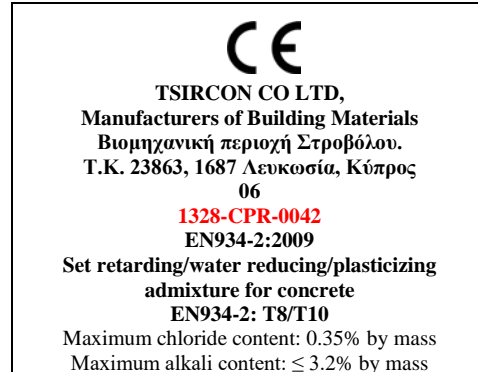 CE
TSIRCON CO LTD,
Manufacturers of Building Materials
Βιομηχανική περιοχή Στροβόλου.
Τ.Κ. 23863, 1687 Λευκωσία, Κύπρος
06
1328-CPR-0042
EN934-2:2009
Set retarding/water reducing/plasticizing
admixture for concrete
EN934-2: T8/T10
Maximum chloride content: 0.35% by mass
Maximum alkali content: ≤ 3.2% by mass